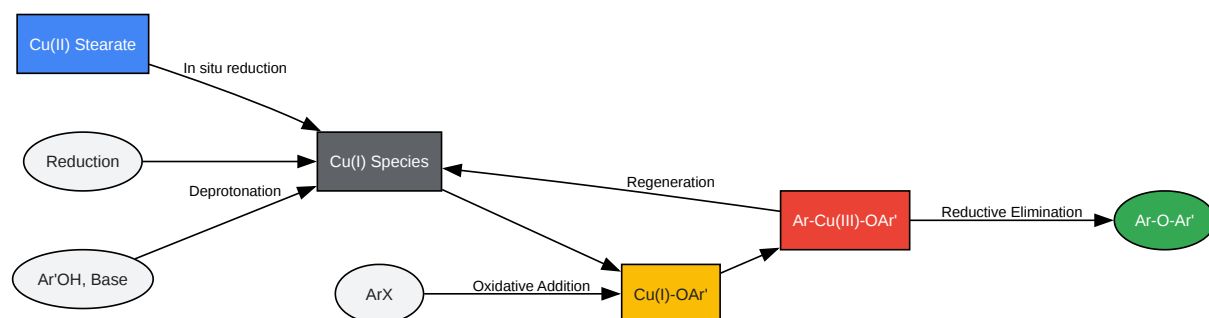 Cu(II) Stearate
In situ reduction
Reduction
Cu(I) Species
Deprotonation
Regeneration
Ar-Cu(III)-OAr'
Reductive Elimination
Ar-O-Ar'
Ar'OH, Base
ArX
Oxidative Addition
Cu(I)-OAr'